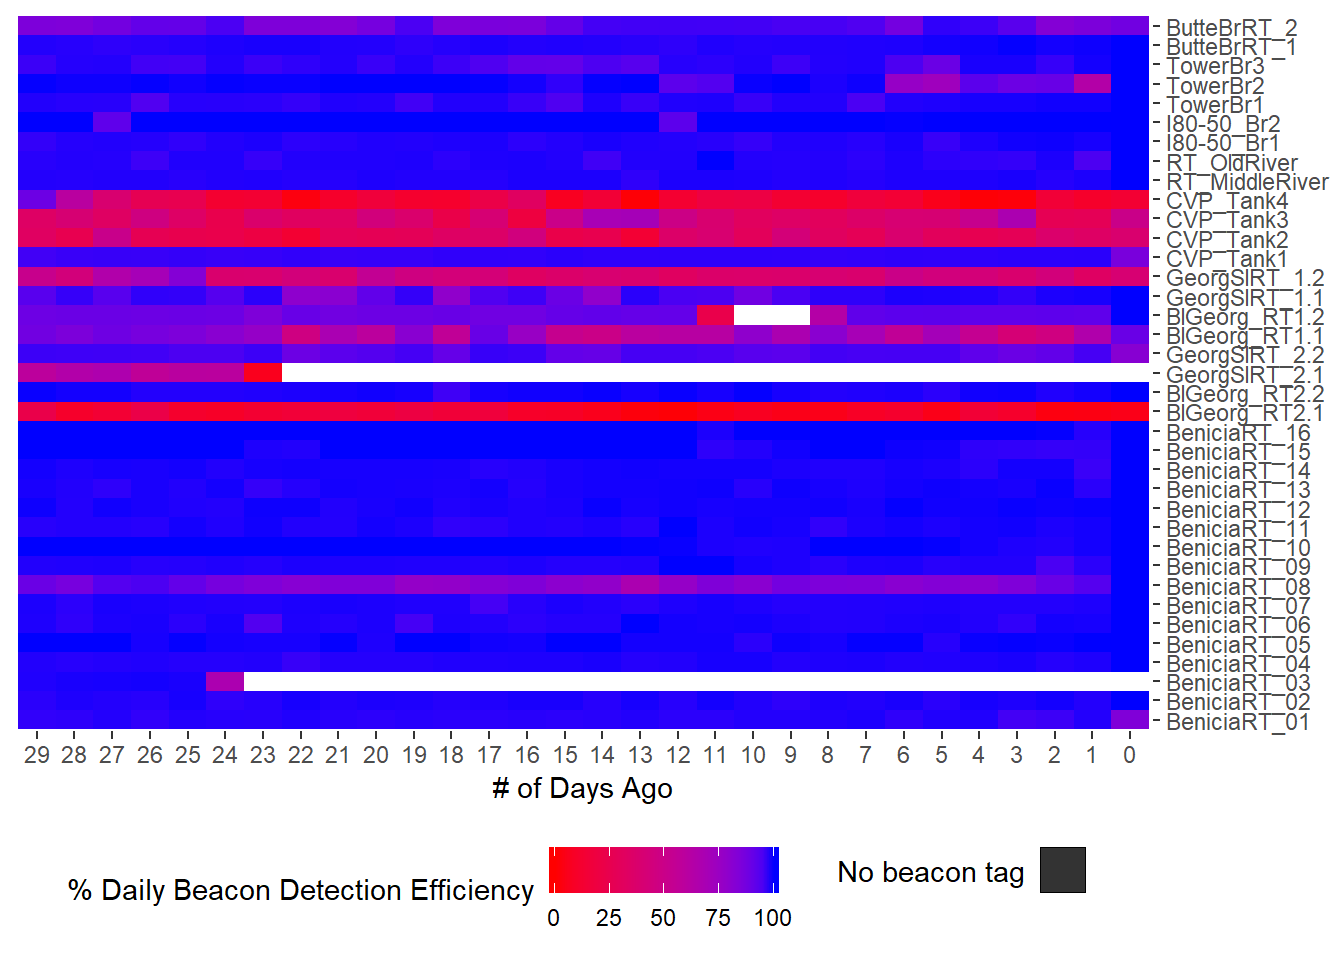 ButteBrRT_2
ButteBrRT_1
TowerBr3
TowerBr2
TowerBr1
I80-50_Br2
I80-50_Br1
RT_OldRiver
RT_MiddleRiver
CVP_Tank4
CVP_Tank3
CVP_Tank2
CVP_Tank1
GeorgSlRT_1.2
GeorgSlRT_1.1
BlGeorg_RT1.2
BlGeorg_RT1.1
GeorgSlRT_2.2
GeorgSlRT_2.1
BlGeorg_RT2.2
BlGeorg_RT2.1
BeniciaRT_16
BeniciaRT_15
BeniciaRT_14
BeniciaRT_13
BeniciaRT_12
BeniciaRT_11
BeniciaRT_10
BeniciaRT_09
BeniciaRT_08
BeniciaRT_07
BeniciaRT_06
BeniciaRT_05
BeniciaRT_04
BeniciaRT_03
BeniciaRT_02
BeniciaRT_01
29 28 27 26 25 24 23 22 21 20 19 18 17 16 15 14 13 12 11 10 9 8 7 6 5 4 3 2 1 0
# of Days Ago
% Daily Beacon Detection Efficiency
0 25 50 75 100
No beacon tag